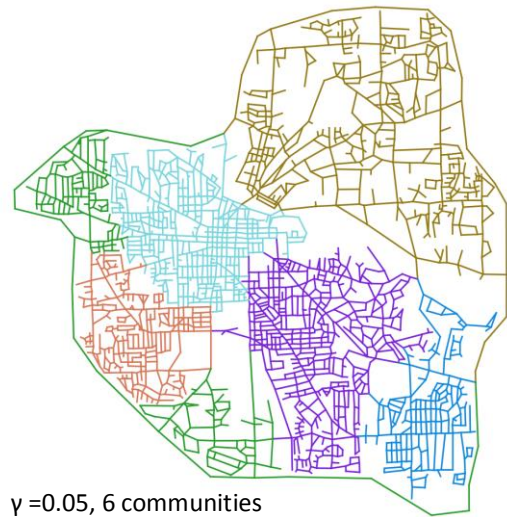 γ =0.05, 6 communities